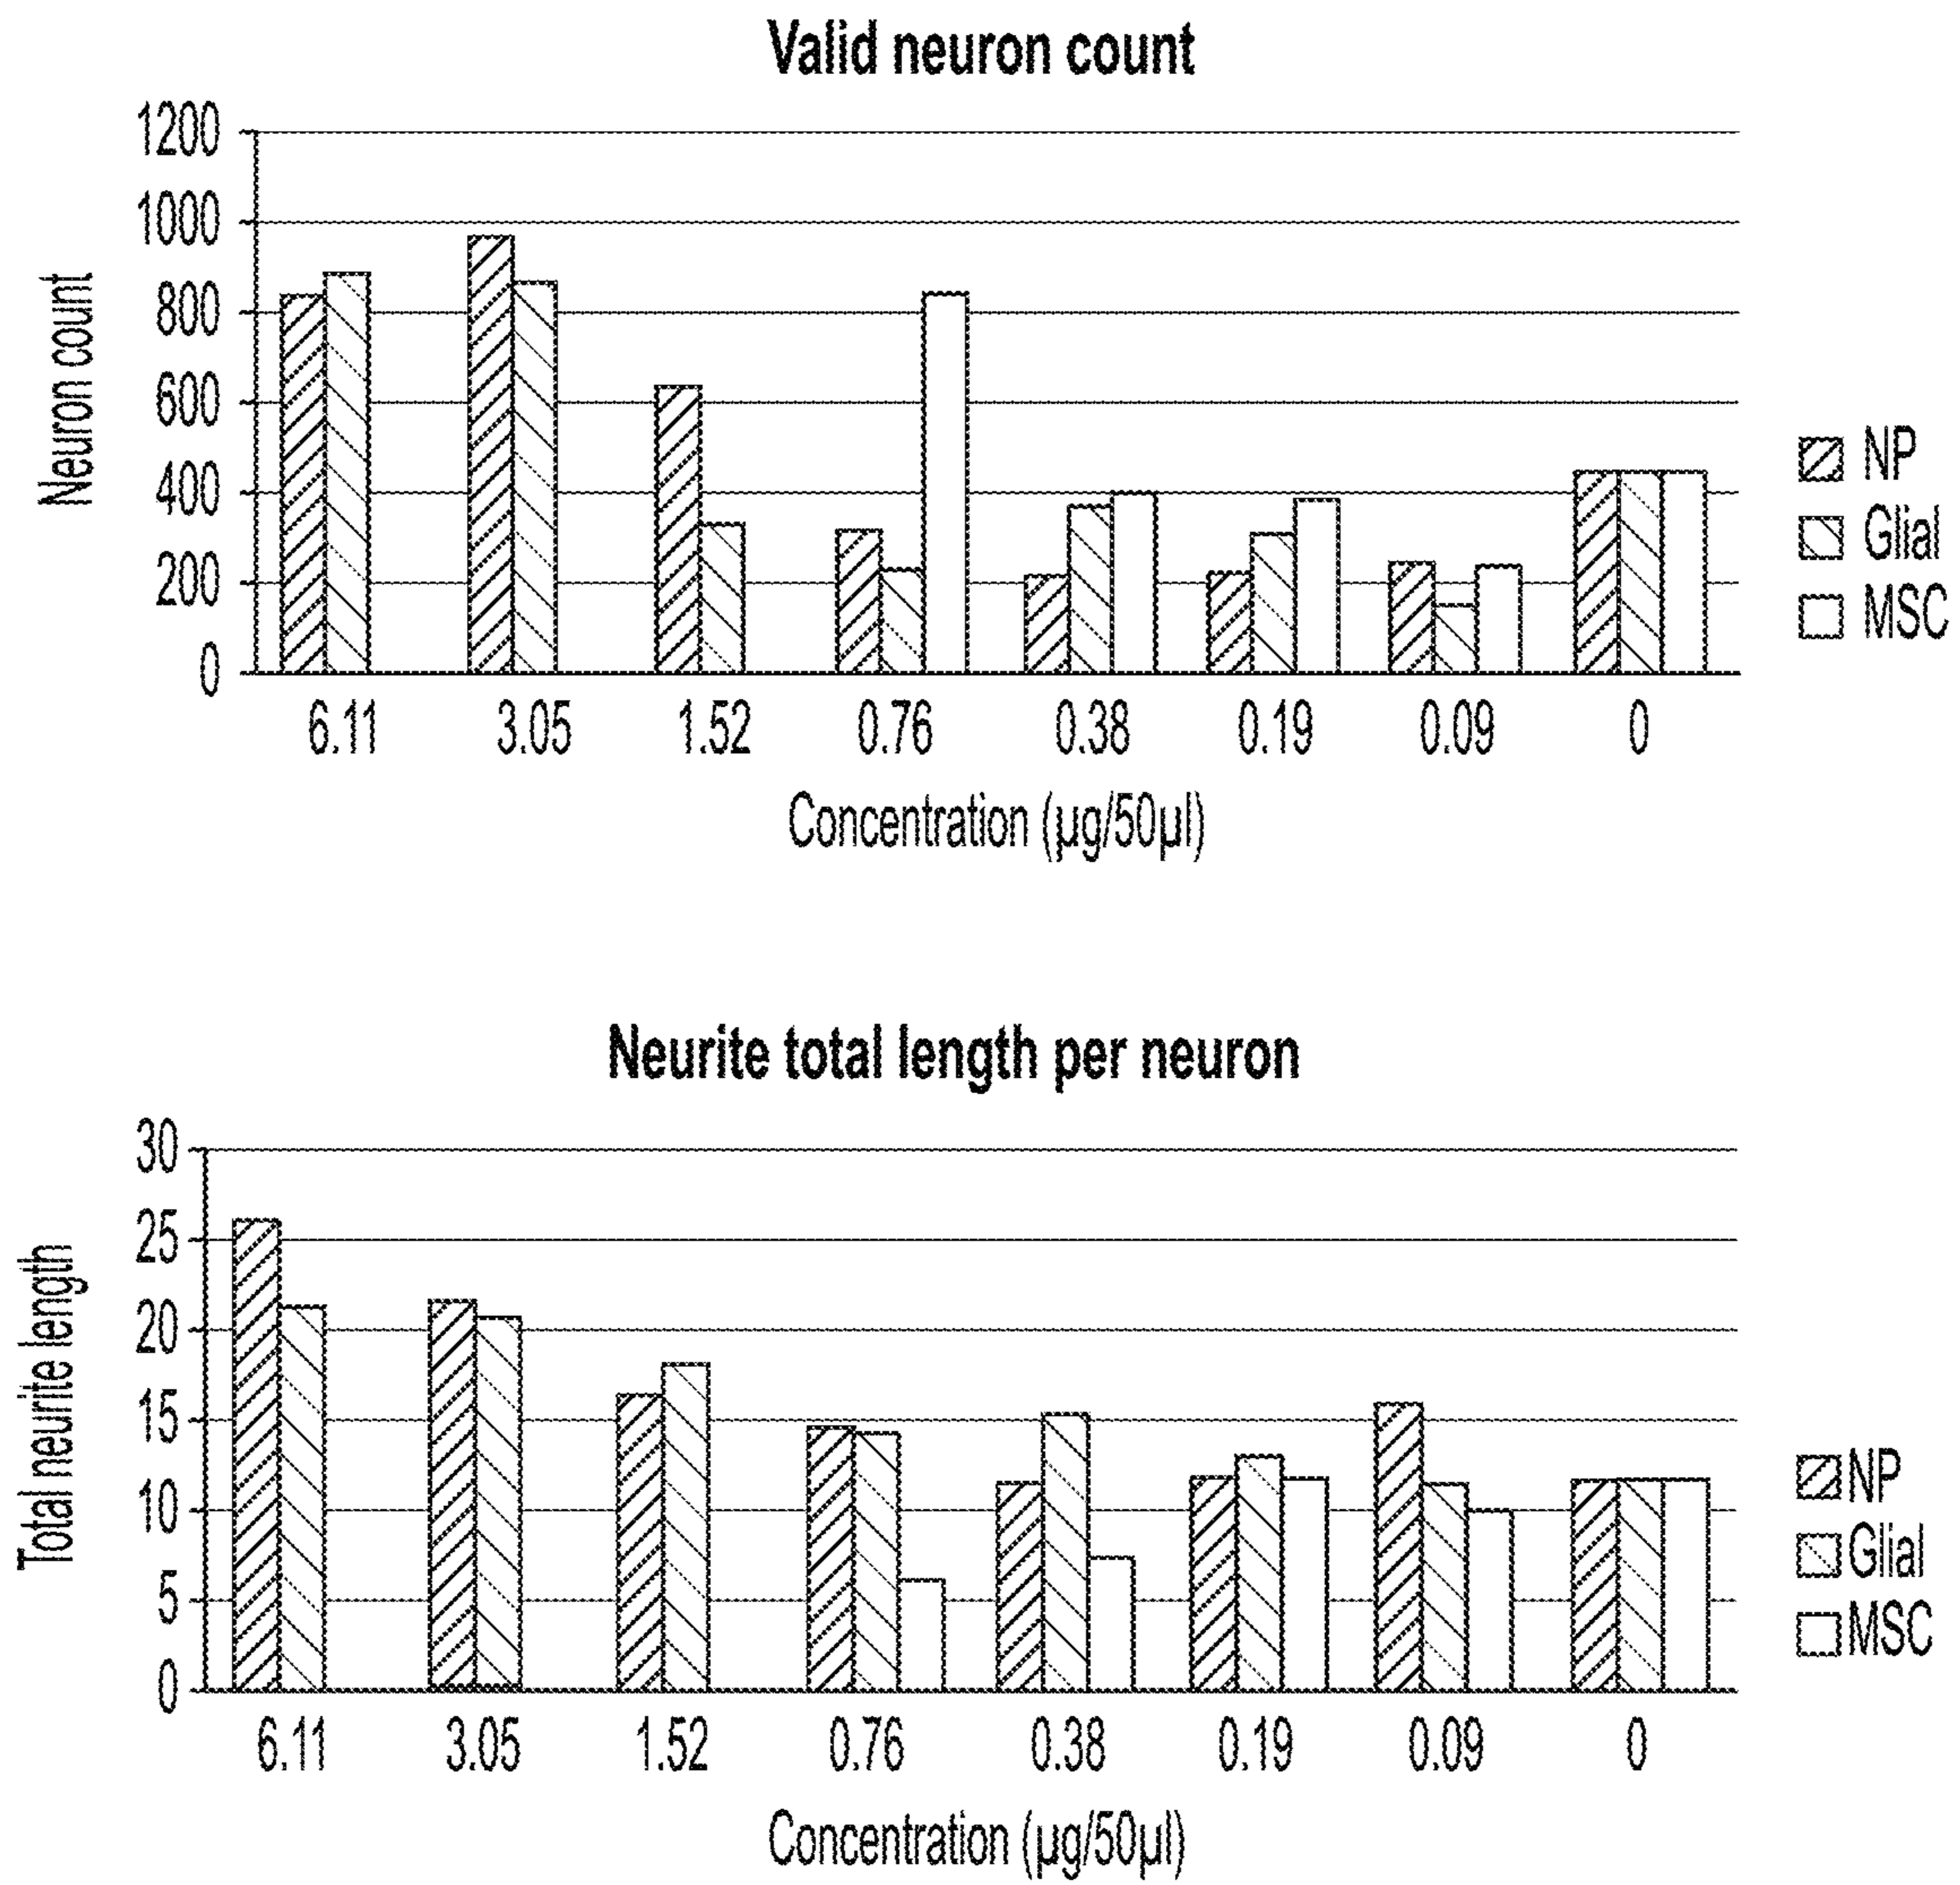 Valid neuron count
1200
1000
800
600
400
200
0
Neuron count
6.11 3.05 1.52 0.76 0.38 0.19 0.09 0
Concentration (µg/50µl)
NP
Glial
MSC
Neurite total length per neuron
30
25
20
15
10
5
0
Total neurite length
6.11 3.05 1.52 0.76 0.38 0.19 0.09 0
Concentration (µg/50µl)
NP
Glial
MSC